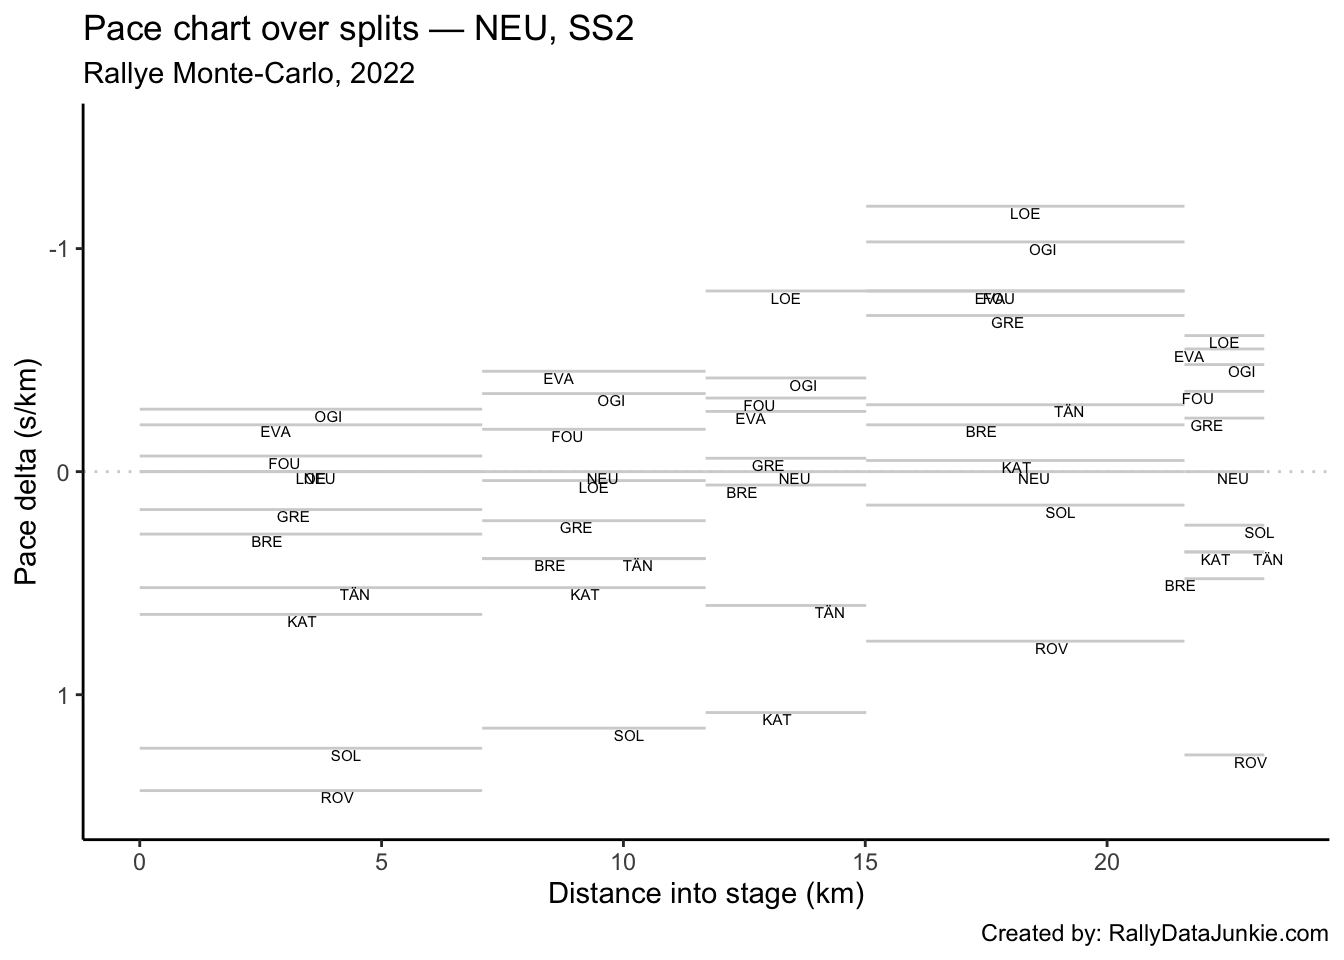 Pace chart over splits — NEU, SS2
Rallye Monte-Carlo, 2022
Pace delta (s/km)
-1
0
1
OGI
EVA
FOU
LOE
NEU
GRE
BRE
TÄN
KAT
SOL
ROV
EVA
OGI
FOU
NEU
LOE
GRE
BRE
TÄN
KAT
SOL
LOE
OGI
FOU
EVA
GRE
NEU
BRE
TÄN
KAT
LOE
OGI
EVA
FOU
GRE
TÄN
BRE
KAT
NEU
SOL
ROV
LOE
EVA
OGI
FOU
GRE
NEU
SOL
KAT
TÄN
BRE
ROV
0
5
10
15
20
Distance into stage (km)
Created by: RallyDataJunkie.com